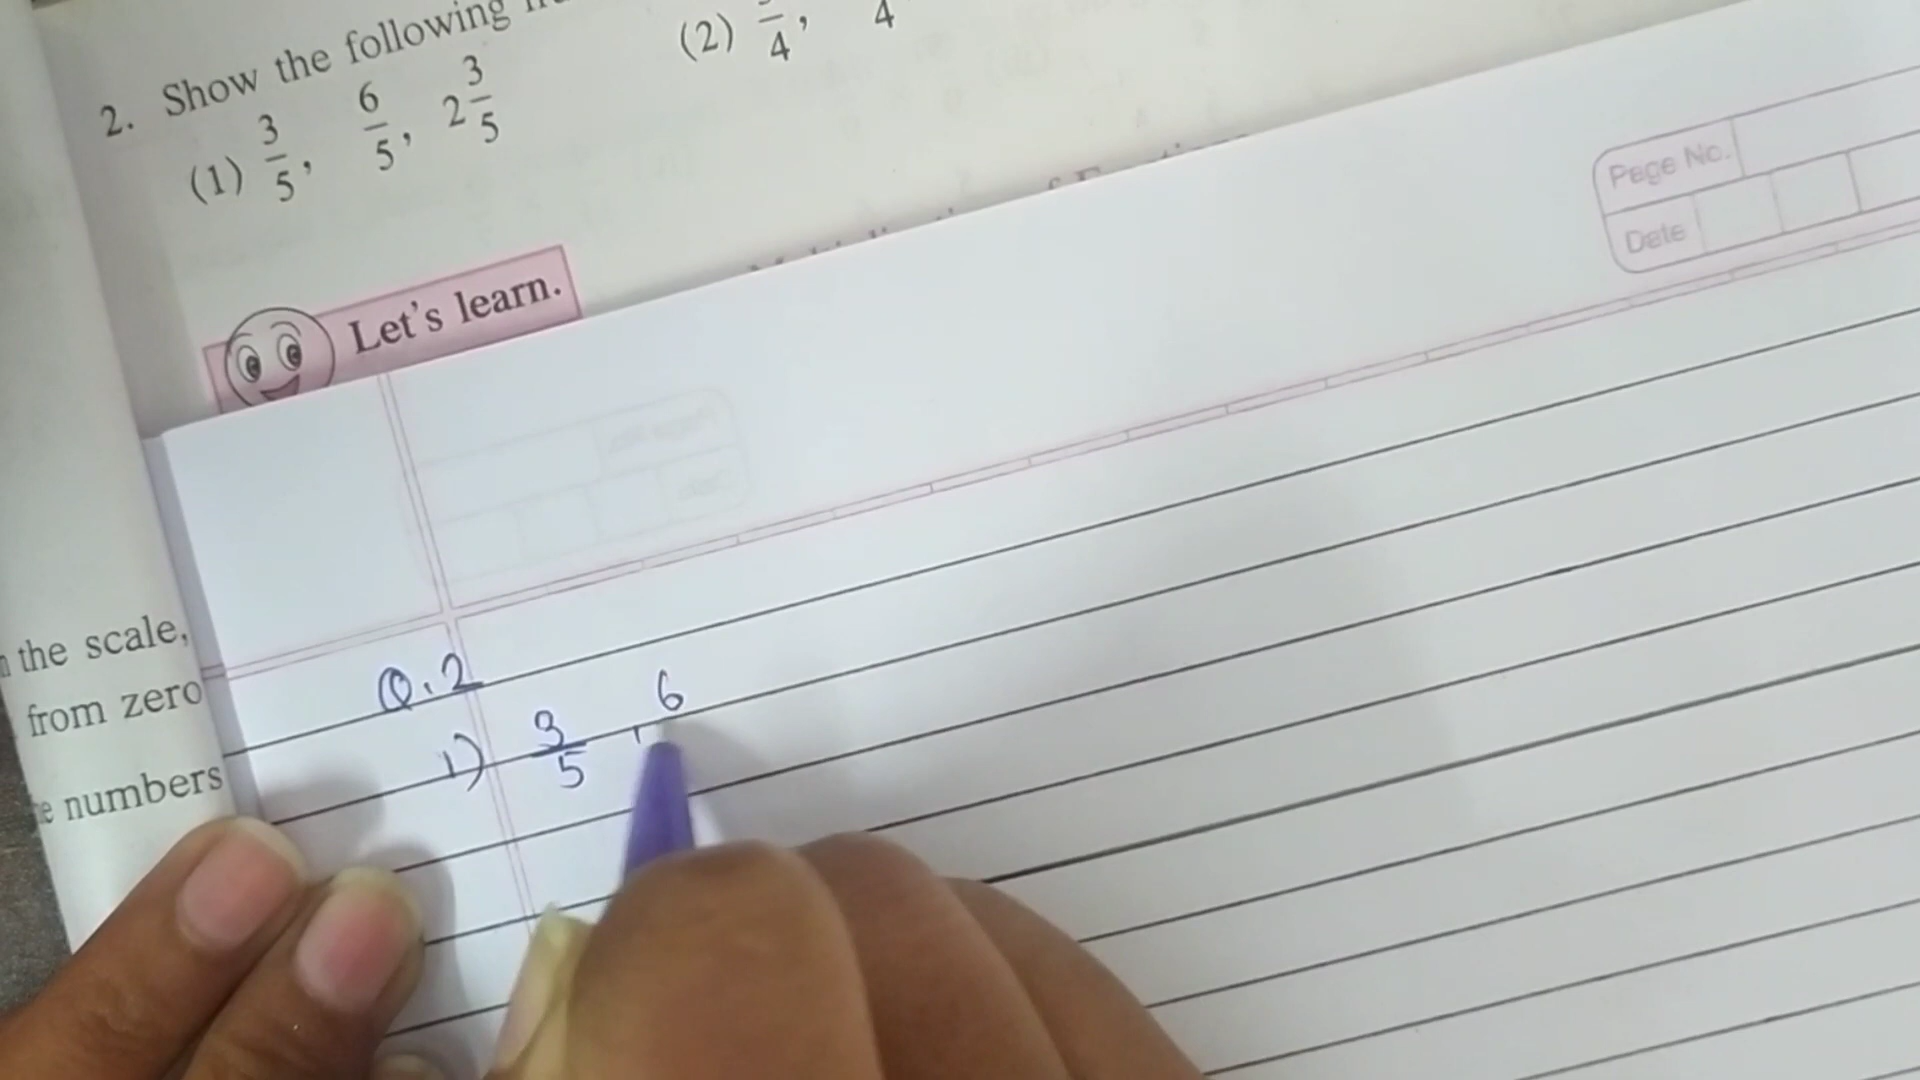 2. Show the following
(1) 3/5, 6/5, 2 3/5
(2) /4, 4
Let's learn.
Page No.
Date
the scale,
from zero
numbers
Q.2
1) 3/5 , 6